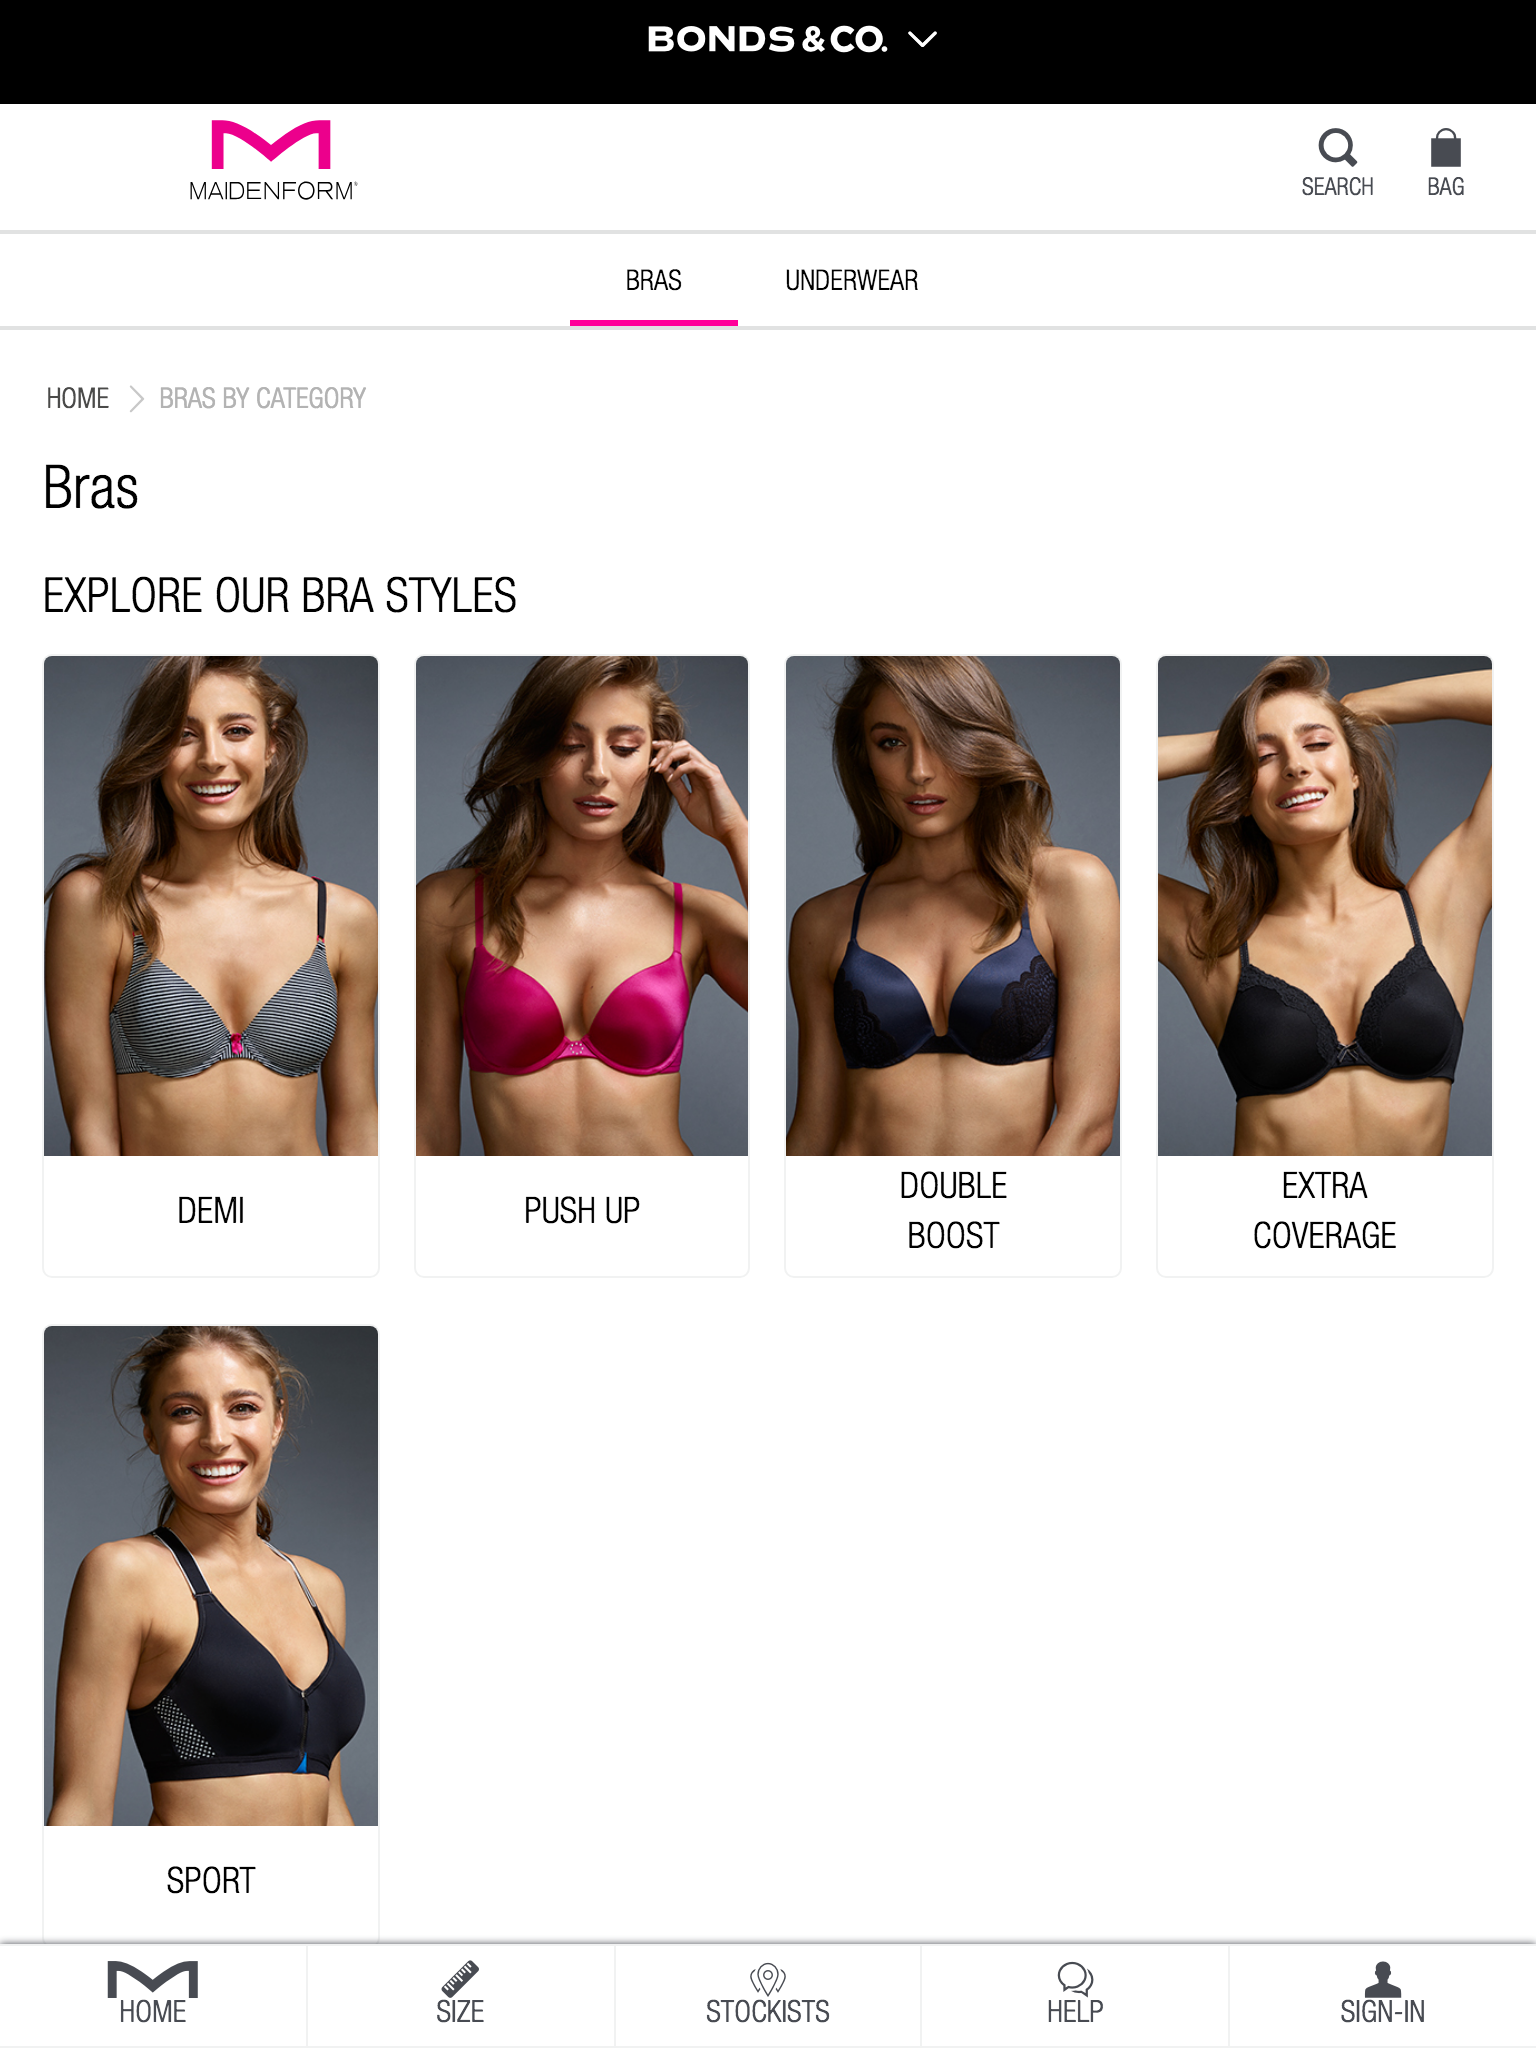 BONDS & CO.
MAIDENFORM®
SEARCH
BAG
BRAS
UNDERWEAR
HOME
BRAS BY CATEGORY
Bras
EXPLORE OUR BRA STYLES
DEMI
PUSH UP
DOUBLE
BOOST
EXTRA
COVERAGE
SPORT
HOME
SIZE
STOCKISTS
HELP
SIGN-IN